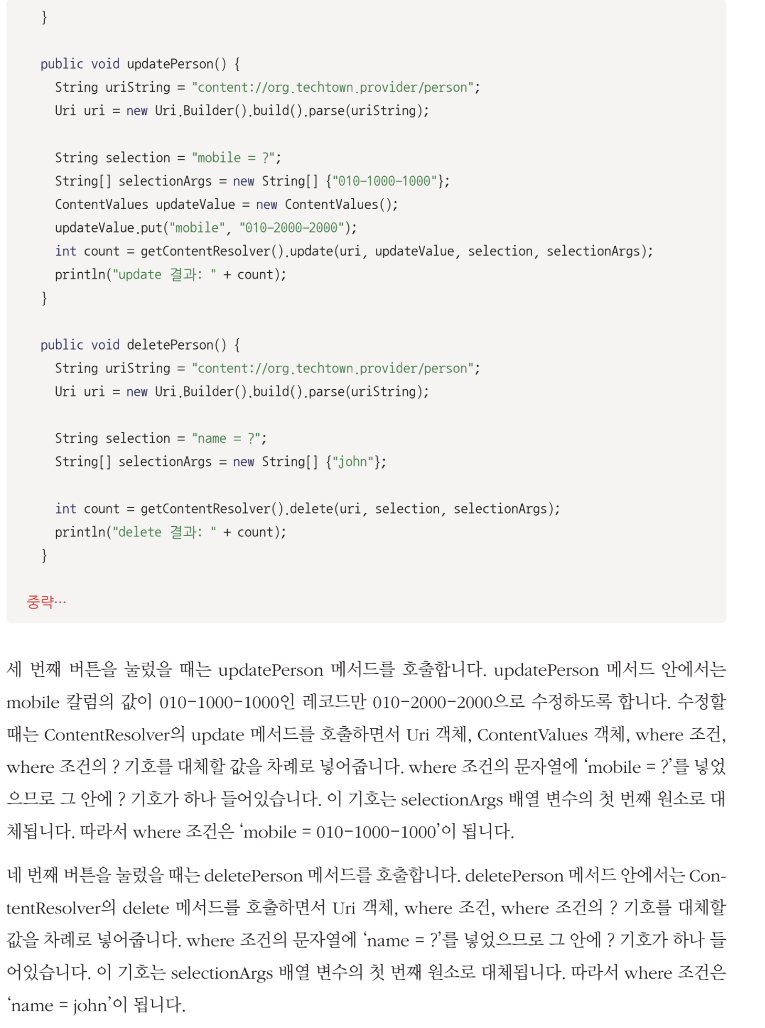 }
public void updatePerson() {
String uriString = "content://org.techtown.provider/person";
Uri uri = new Uri.Builder().build().parse(uriString);
String selection = "mobile = ?";
String[] selectionArgs = new String[] {"010-1000-1000"};
ContentValues updateValue = new ContentValues();
updateValue.put("mobile", "010-2000-2000");
int count = getContentResolver().update(uri, updateValue, selection, selectionArgs);
println("update 결과: " + count);
}
public void deletePerson() {
String uriString = "content://org.techtown.provider/person";
Uri uri = new Uri.Builder().build().parse(uriString);
String selection = "name = ?";
String[] selectionArgs = new String[] {"john"};
int count = getContentResolver().delete(uri, selection, selectionArgs);
println("delete 결과: " + count);
}
중략…
세 번째 버튼을 눌렀을 때는 updatePerson 메서드를 호출합니다. updatePerson 메서드 안에서는
mobile 칼럼의 값이 010-1000-1000인 레코드만 010-2000-2000으로 수정하도록 합니다. 수정할
때는 ContentResolver의 update 메서드를 호출하면서 Uri 객체, ContentValues 객체, where 조건,
where 조건의 ? 기호를 대체할 값을 차례로 넣어줍니다. where 조건의 문자열에 ‘mobile = ?’를 넣었
으므로 그 안에 ? 기호가 하나 들어있습니다. 이 기호는 selectionArgs 배열 변수의 첫 번째 원소로 대
체됩니다. 따라서 where 조건은 ‘mobile = 010-1000-1000’이 됩니다.
네 번째 버튼을 눌렀을 때는 deletePerson 메서드를 호출합니다. deletePerson 메서드 안에서는 Con-
tentResolver의 delete 메서드를 호출하면서 Uri 객체, where 조건, where 조건의 ? 기호를 대체할
값을 차례로 넣어줍니다. where 조건의 문자열에 ‘name = ?’를 넣었으므로 그 안에 ? 기호가 하나 들
어있습니다. 이 기호는 selectionArgs 배열 변수의 첫 번째 원소로 대체됩니다. 따라서 where 조건은
‘name = john’이 됩니다.